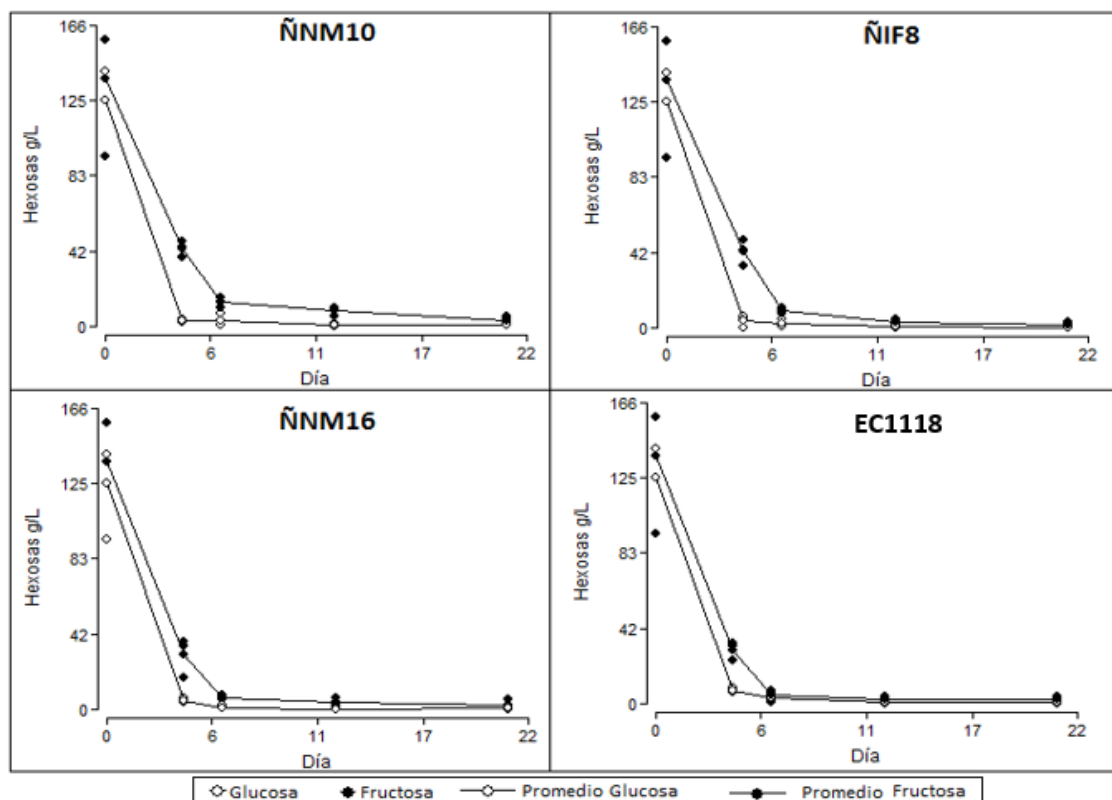 ÑNM10
Hexosas g/L
166
125
83
42
0
0 6 11 17 22
Día
ÑIF8
Hexosas g/L
166
125
83
42
0
0 6 11 17 22
Día
ÑNM16
Hexosas g/L
166
125
83
42
0
0 6 11 17 22
Día
EC1118
Hexosas g/L
166
125
83
42
0
0 6 11 17 22
Día
Glucosa Fructosa Promedio Glucosa Promedio Fructosa